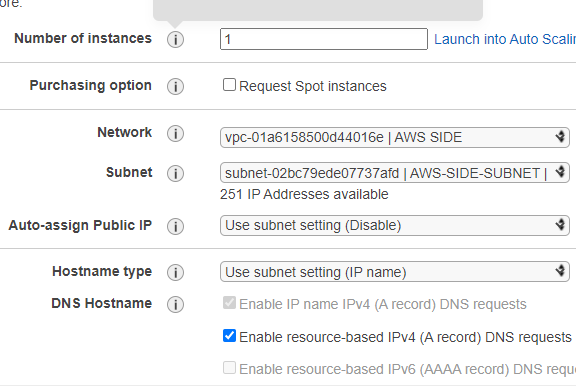 ore.
Number of instances i 1 Launch into Auto Scalin
Purchasing option i Request Spot instances
Network i vpc-01a6158500d44016e | AWS SIDE
Subnet i subnet-02bc79ede07737afd | AWS-SIDE-SUBNET |
251 IP Addresses available
Auto-assign Public IP i Use subnet setting (Disable)
Hostname type i Use subnet setting (IP name)
DNS Hostname i Enable IP name IPv4 (A record) DNS requests
Enable resource-based IPv4 (A record) DNS requests
Enable resource-based IPv6 (AAAA record) DNS reque